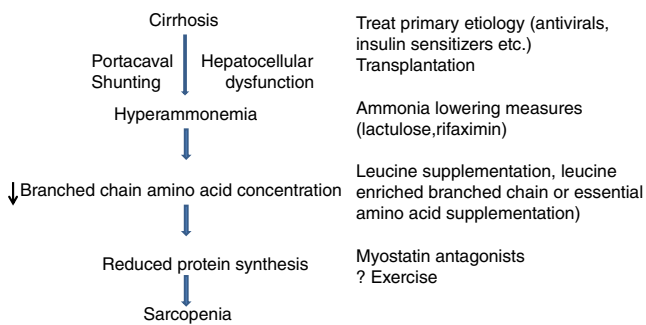 Cirrhosis
Portacaval
Shunting
Hepatocellular
dysfunction
Hyperammonemia
↓ Branched chain amino acid concentration
Reduced protein synthesis
Sarcopenia
Treat primary etiology (antivirals,
insulin sensitizers etc.)
Transplantation
Ammonia lowering measures
(lactulose,rifaximin)
Leucine supplementation, leucine
enriched branched chain or essential
amino acid supplementation)
Myostatin antagonists
? Exercise